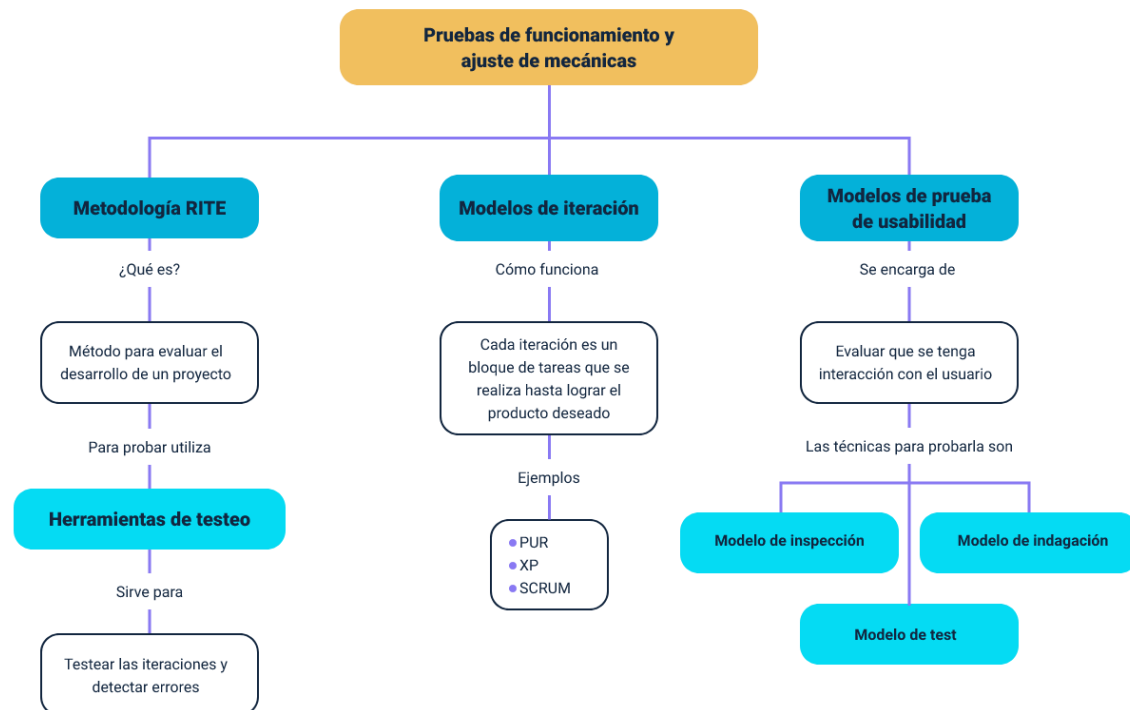 Pruebas de funcionamiento y
ajuste de mecánicas
Metodología RITE
¿Qué es?
Método para evaluar el
desarrollo de un proyecto
Para probar utiliza
Herramientas de testeo
Sirve para
Testear las iteraciones y
detectar errores
Modelos de iteración
Cómo funciona
Cada iteración es un
bloque de tareas que se
realiza hasta lograr el
producto deseado
Ejemplos
PUR
XP
SCRUM
Modelos de prueba
de usabilidad
Se encarga de
Evaluar que se tenga
interacción con el usuario
Las técnicas para probarla son
Modelo de inspección
Modelo de indagación
Modelo de test